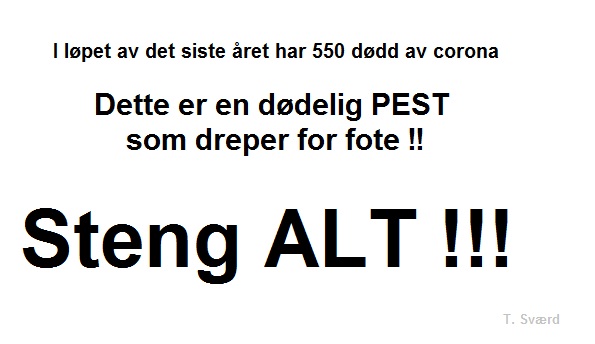 I løpet av det siste året har 550 dødd av corona
Dette er en dødelig PEST
som dreper for fote !!
Steng ALT !!!
T. Sværd